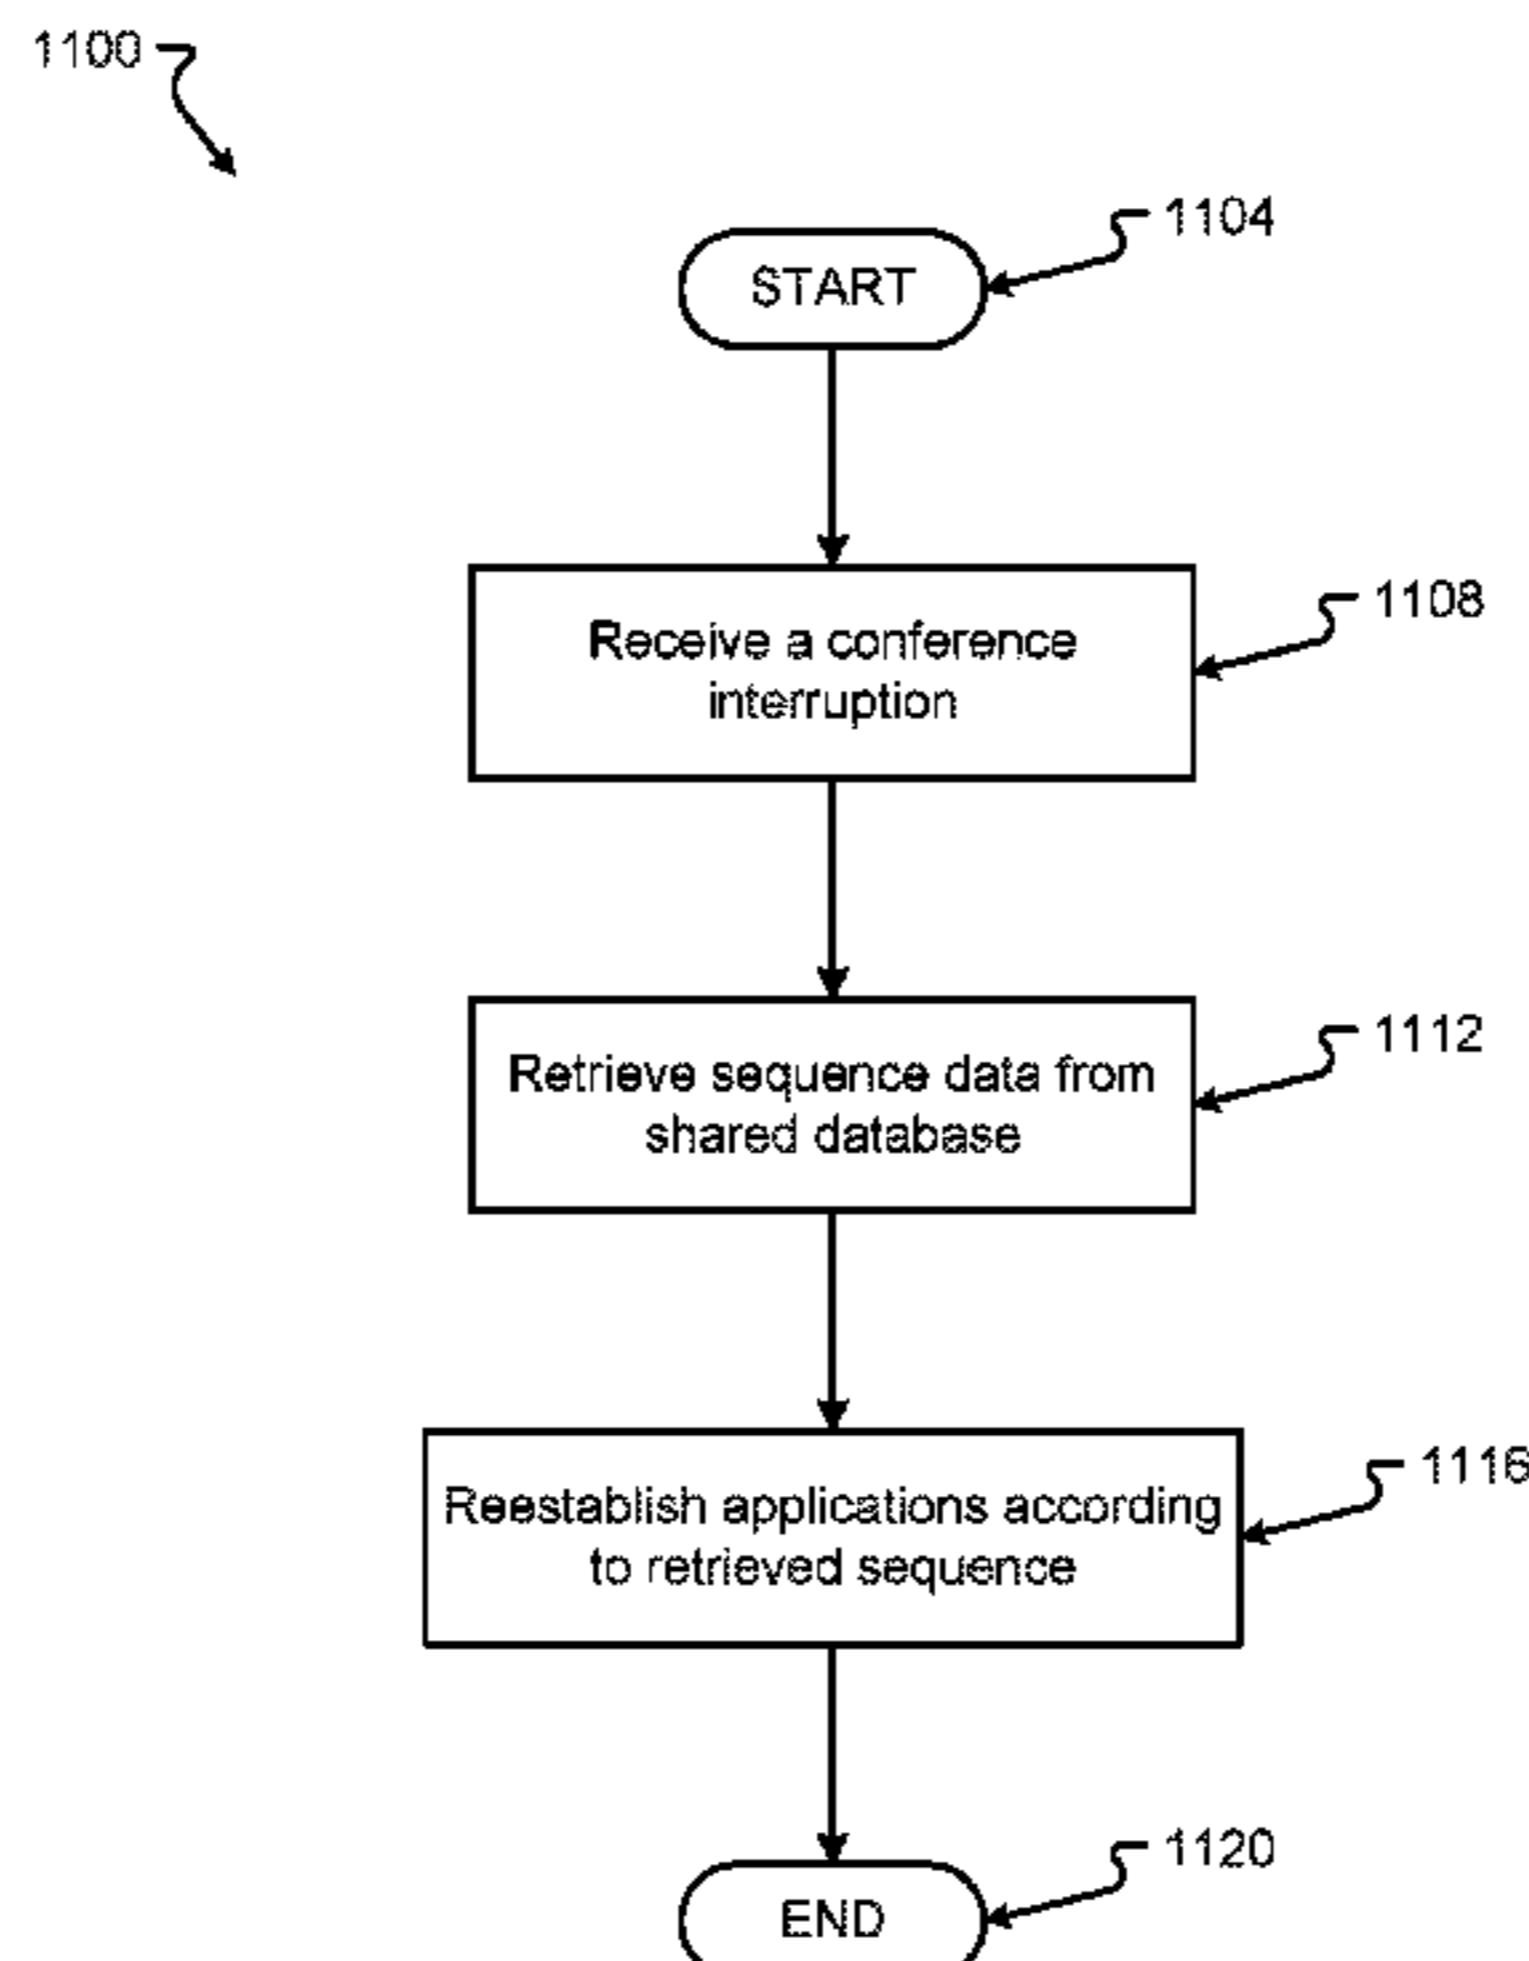 1100
1104
START
1108
Receive a conference
interruption
1112
Retrieve sequence data from
shared database
1116
Reestablish applications according
to retrieved sequence
1120
END